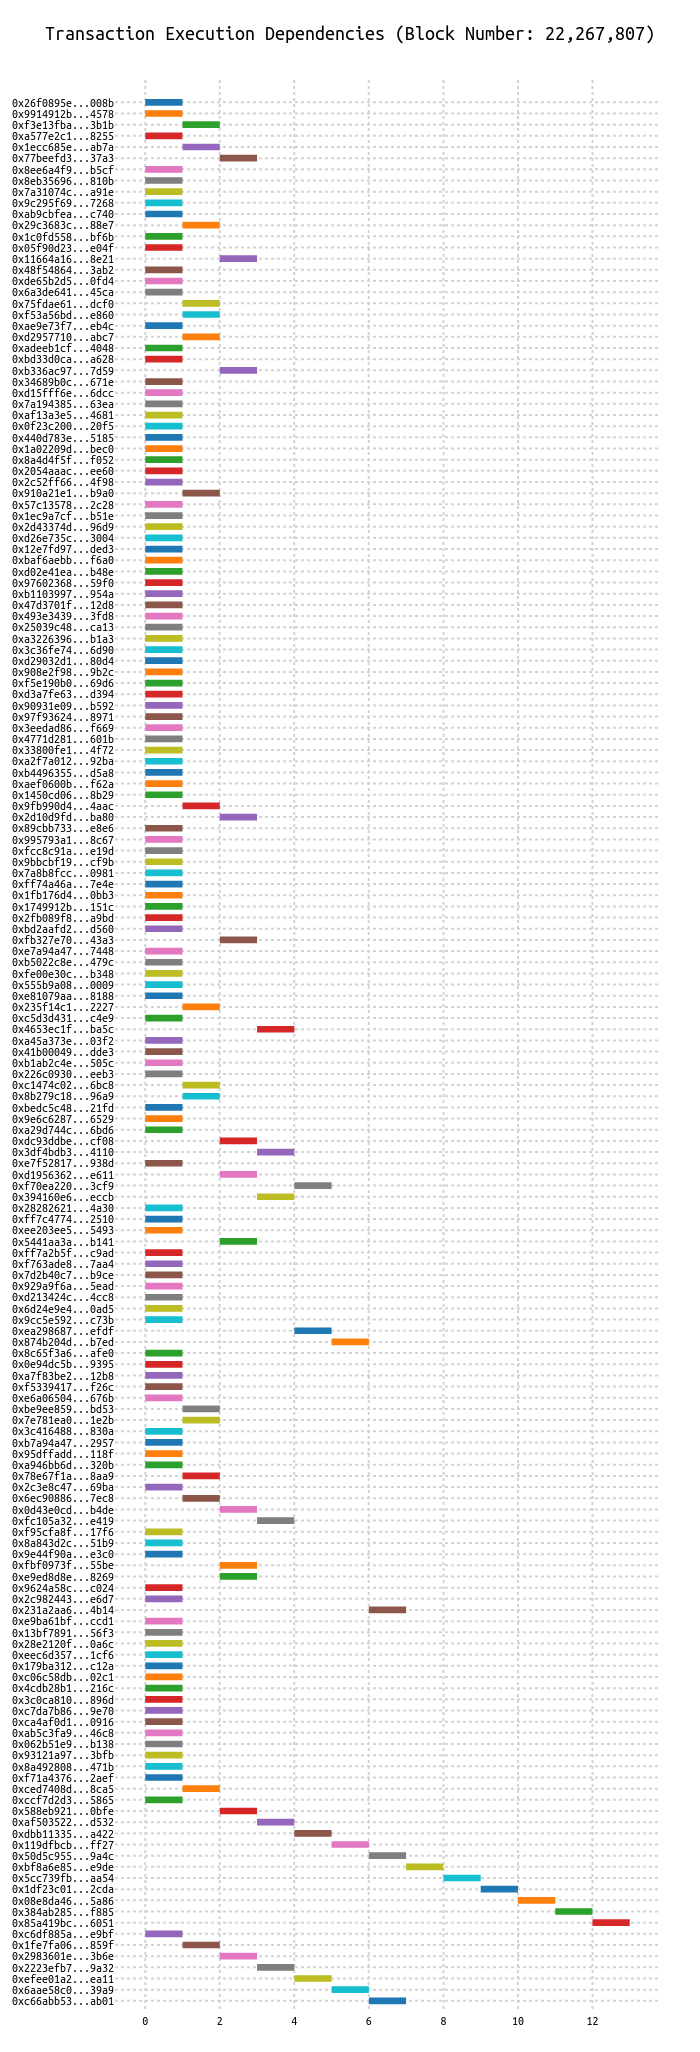 Transaction Execution Dependencies (Block Number: 22,267,807)
0x26f0895e...008b
0x9914912b...4578
0xf3e13fba...3b1b
0xa577e2c1...8255
0x1ecc685e...ab7a
0x77beefd3...37a3
0x8ee6a4f9...b5cf
0x8eb35696...810b
0x7a31074c...a91e
0x9c295f69...7268
0xab9cbfea...c740
0x29c3683c...88e7
0x1c0fd558...bf6b
0x05f90d23...e04f
0x11664a16...8e21
0x48f54864...3ab2
0xde65b2d5...0fd4
0x6a3de641...45ca
0x75fdae61...dcf0
0xf53a56bd...e860
0xae9e73f7...eb4c
0xd2957710...abc7
0xadeeb1cf...4048
0xbd33d0ca...a628
0xb336ac97...7d59
0x34689b0c...671e
0xd15fff6e...6dcc
0x7a194385...63ea
0xaf13a3e5...4681
0x0f23c200...20f5
0x440d783e...5185
0x1a02209d...bec0
0x8a4d4f5f...f052
0x2054aaac...ee60
0x2c52ff66...4f98
0x910a21e1...b9a0
0x57c13578...2c28
0x1ec9a7cf...b51e
0x2d43374d...96d9
0xd26e735c...3004
0x12e7fd97...ded3
0xbaf6aebb...f6a0
0xd02e41ea...b48e
0x97602368...59f0
0xb1103997...954a
0x47d3701f...12d8
0x493e3439...3fd8
0x25039c48...ca13
0xa3226396...b1a3
0x3c36fe74...6d90
0xd29032d1...80d4
0x908e2f98...9b2c
0xf5e190b0...69d6
0xd3a7fe63...d394
0x90931e09...b592
0x97f93624...8971
0x3eedad86...f669
0x4771d281...601b
0x33800fe1...4f72
0xa2f7a012...92ba
0xb4496355...d5a8
0xaef0600b...f62a
0x1450cd06...8b29
0x9fb990d4...4aac
0x2d10d9fd...ba80
0x89cbb733...e8e6
0x995793a1...8c67
0xfcc8c91a...e19d
0x9bbcbf19...cf9b
0x7a8b8fcc...0981
0xff74a46a...7e4e
0x1fb176d4...0bb3
0x1749912b...151c
0x2fb089f8...a9bd
0xbd2aafd2...d560
0xfb327e70...43a3
0xe7a94a47...7448
0xb5022c8e...479c
0xfe00e30c...b348
0x555b9a08...0009
0xe81079aa...8188
0x235f14c1...2227
0xc5d3d431...c4e9
0x4653ec1f...ba5c
0xa45a373e...03f2
0x41b00049...dde3
0xb1ab2c4e...505c
0x226c0930...eeb3
0xc1474c02...6bc8
0x8b279c18...96a9
0xbedc5c48...21fd
0x9e6c6287...6529
0xa29d744c...6bd6
0xdc93ddbe...cf08
0x3df4bdb3...4110
0xe7f52817...938d
0xd1956362...e611
0xf70ea220...3cf9
0x394160e6...eccb
0x28282621...4a30
0xff7c4774...2510
0xee203ee5...5493
0x5441aa3a...b141
0xff7a2b5f...c9ad
0xf763ade8...7aa4
0x7d2b40c7...b9ce
0x929a9f6a...5ead
0xd213424c...4cc8
0x6d24e9e4...0ad5
0x9cc5e592...c73b
0xea298687...efdf
0x874b204d...b7ed
0x8c65f3a6...afe0
0x0e94dc5b...9395
0xa7f83be2...12b8
0xf5339417...f26c
0xe6a06504...676b
0xbe9ee859...bd53
0x7e781ea0...1e2b
0x3c416488...830a
0xb7a94a47...2957
0x95dffadd...118f
0xa946bb6d...320b
0x78e67f1a...8aa9
0x2c3e8c47...69ba
0x6ec90886...7ec8
0x0d43e0cd...b4de
0xfc105a32...e419
0xf95cfa8f...17f6
0x8a843d2c...51b9
0x9e44f90a...e3c0
0xfbf0973f...55be
0xe9ed8d8e...8269
0x9624a58c...c024
0x2c982443...e6d7
0x231a2aa6...4b14
0xe9ba61bf...ccd1
0x13bf7891...56f3
0x28e2120f...0a6c
0xeec6d357...1cf6
0x179ba312...c12a
0xc06c58db...02c1
0x4cdb28b1...216c
0x3c0ca810...896d
0xc7da7b86...9e70
0xca4af0d1...0916
0xab5c3fa9...46c8
0x062b51e9...b138
0x93121a97...3bfb
0x8a492808...471b
0xf71a4376...2aef
0xced7408d...8ca5
0xccf7d2d3...5865
0x588eb921...0bfe
0xaf503522...d532
0xdbb11335...a422
0x119dfbcb...ff27
0x50d5c955...9a4c
0xbf8a6e85...e9de
0x5cc739fb...aa54
0x1df23c01...2cda
0x08e8da46...5a86
0x384ab285...f885
0x85a419bc...6051
0xc6df885a...e9bf
0x1fe7fa06...859f
0x2983601e...3b6e
0x2223efb7...9a32
0xefee01a2...ea11
0x6aae58c0...39a9
0xc66abb53...ab01
0 2 4 6 8 10 12